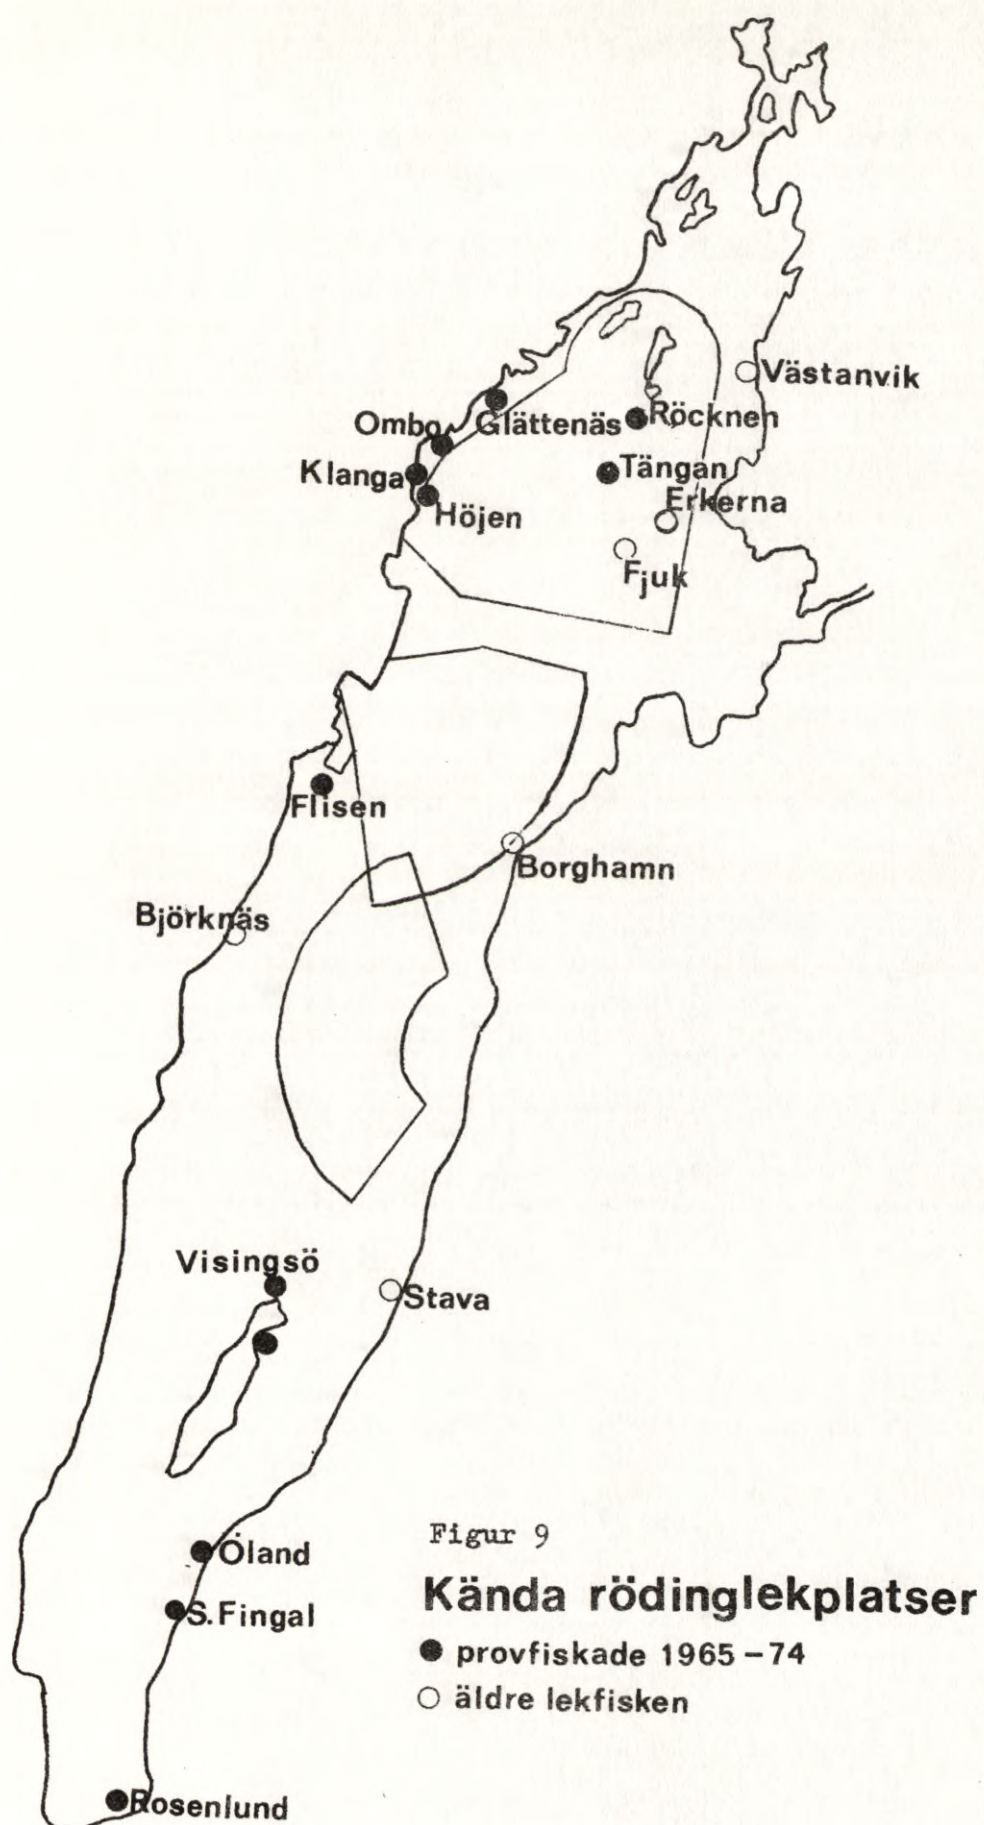 Västanvik
Ombo
Glättenäs
Röcknen
Klanga
Tängan
Höjen
Erkerna
Fjuk
Flisen
Borghamn
Björknäs
Visingsö
Stava
Öland
S.Fingal
Rosenlund
Figur 9
Kända rödinglekplatser
provfiskade 1965–74
äldre lekfisken